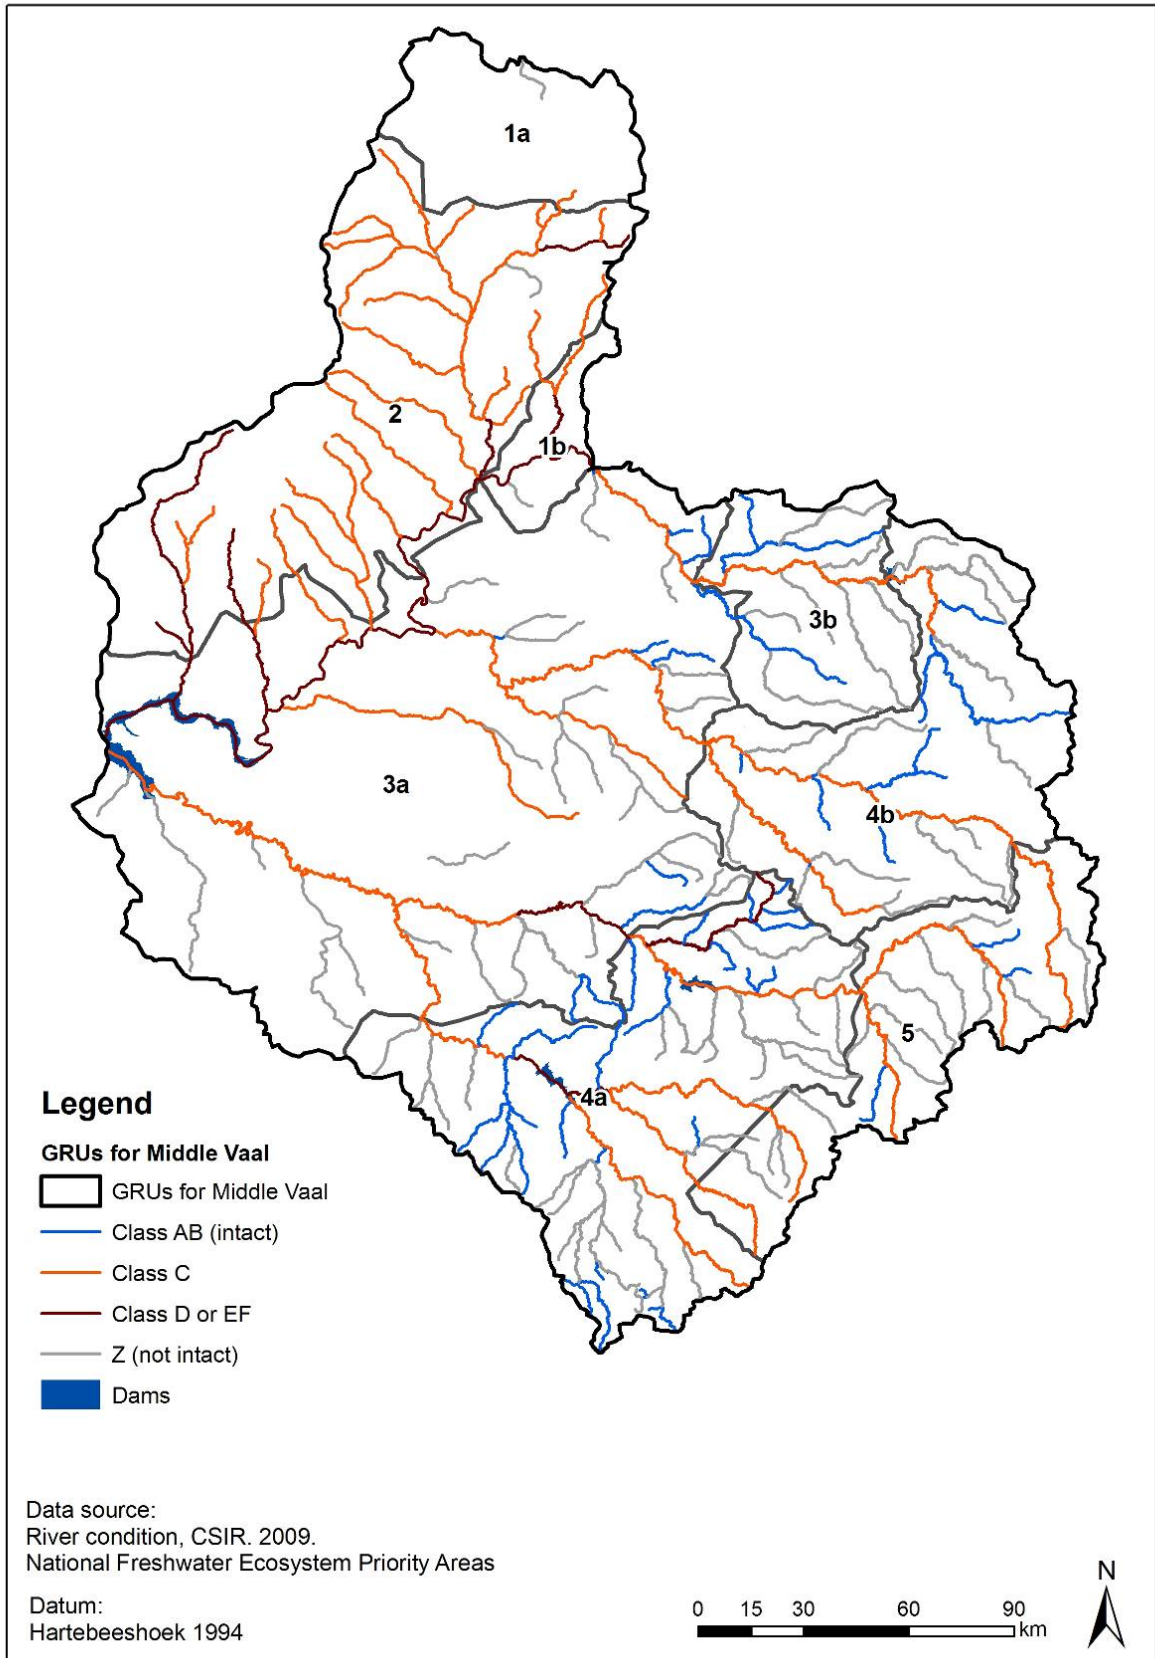 1a
2
1b
3b
3a
4b
5
4a
Legend
GRUs for Middle Vaal
GRUs for Middle Vaal
Class AB (intact)
Class C
Class D or EF
Z (not intact)
Dams
Data source:
River condition, CSIR. 2009.
National Freshwater Ecosystem Priority Areas
Datum:
Hartebeeshoek 1994
0 15 30 60 90
km
N